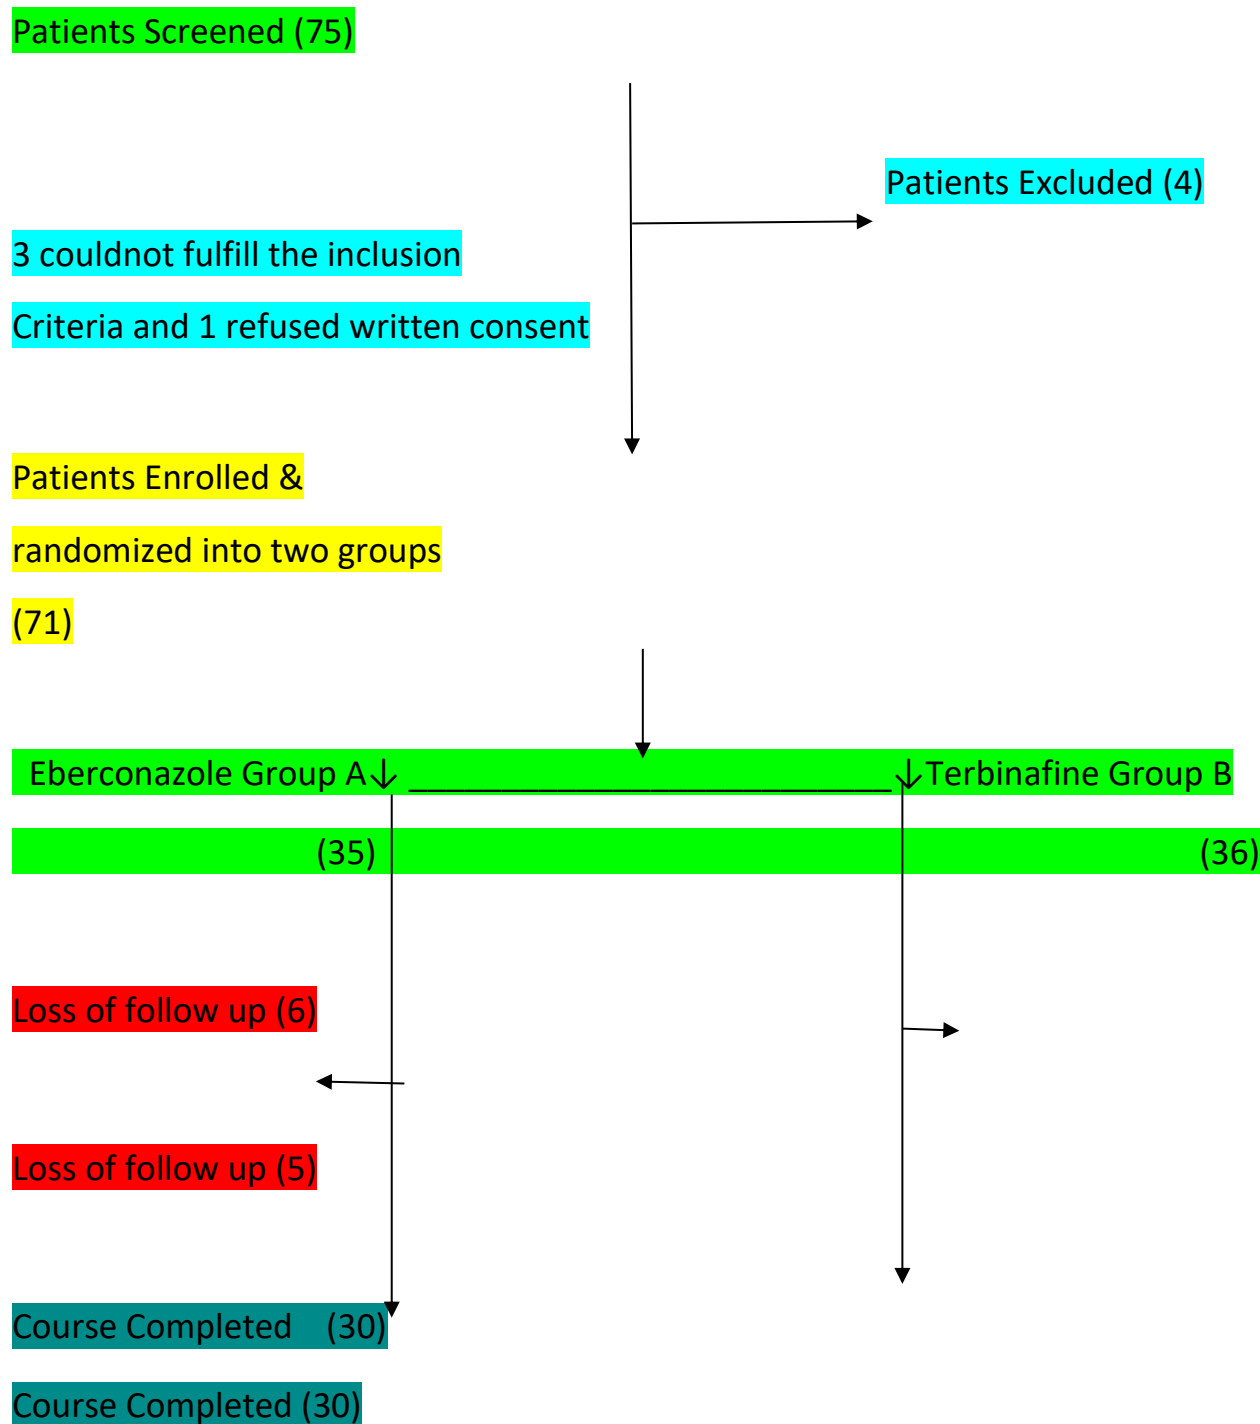 Patients Screened (75)
Patients Excluded (4)
3 couldnot fulfill the inclusion
Criteria and 1 refused written consent
Patients Enrolled &
randomized into two groups
(71)
Eberconazole Group A↓ __________________________↓Terbinafine Group B
(35) (36)
Loss of follow up (6)
Loss of follow up (5)
Course Completed (30)
Course Completed (30)